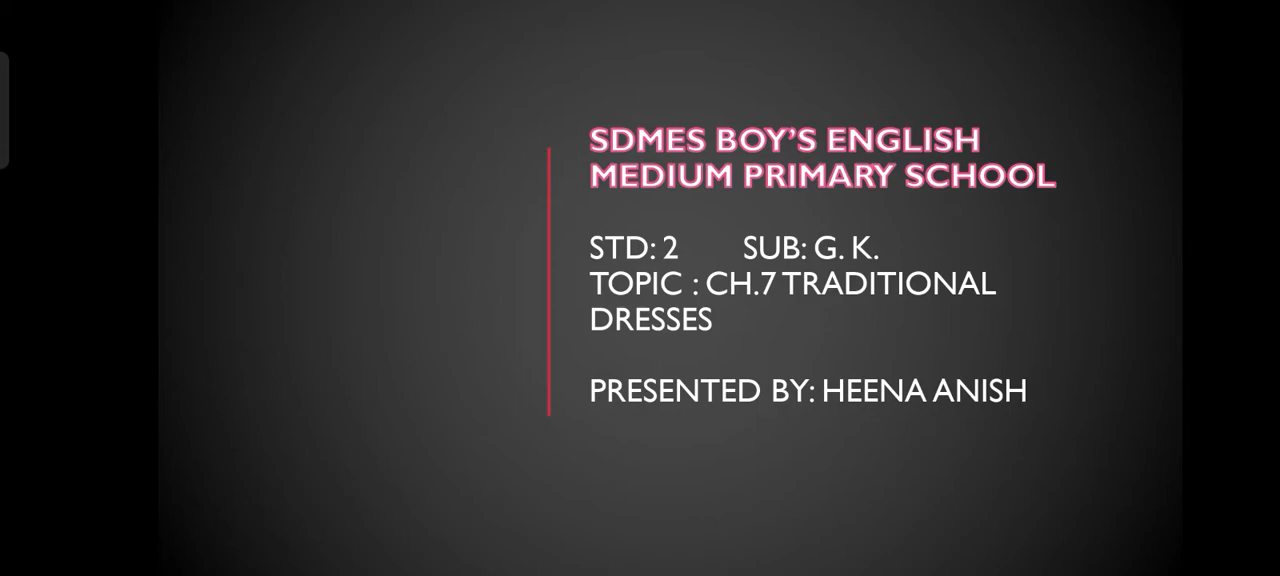 SDMES BOY’S ENGLISH
MEDIUM PRIMARY SCHOOL
STD: 2 SUB: G. K.
TOPIC : CH.7 TRADITIONAL
DRESSES
PRESENTED BY: HEENA ANISH